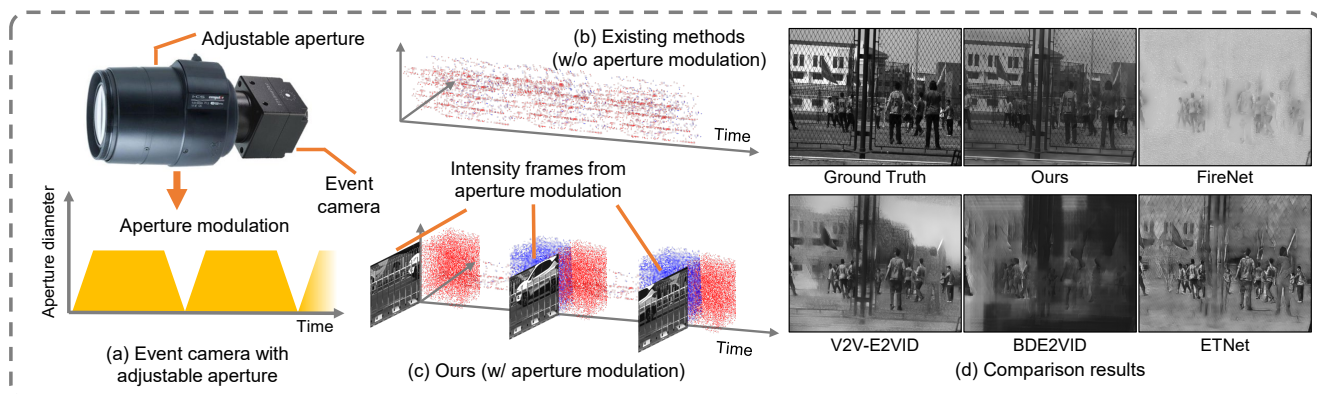 Adjustable aperture
Event
camera
Aperture modulation
Aperture diameter
Time
(a) Event camera with
adjustable aperture
(b) Existing methods
(w/o aperture modulation)
Time
Intensity frames from
aperture modulation
Time
(c) Ours (w/ aperture modulation)
Ground Truth
Ours
FireNet
V2V-E2VID
BDE2VID
ETNet
(d) Comparison results